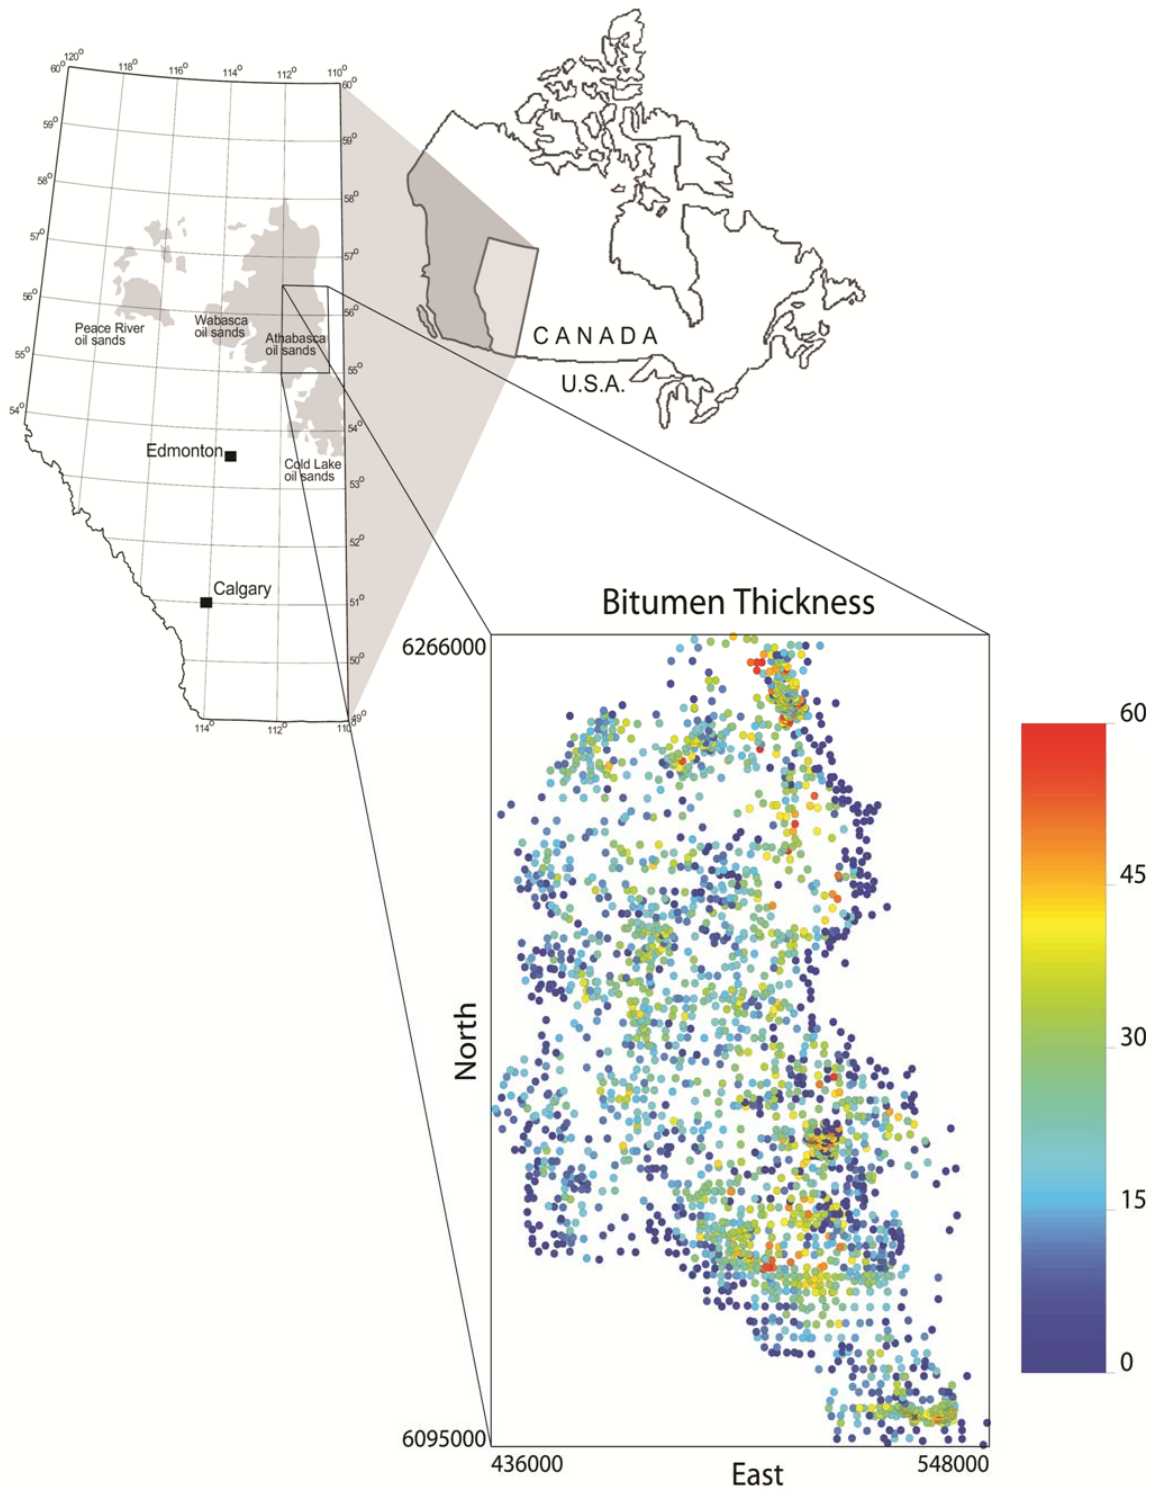 120°
60° 118° 116° 114° 112° 110°
60°
59° 59°
58° 58°
57° 57°
56° 56°
Peace River
oil sands
Wabasca
oil sands
Athabasca
oil sands
55° 55°
54° 54°
Edmonton
Cold Lake
oil sands
53°
52°
Calgary
51°
50°
49°
114° 112° 110°
CANADA
U.S.A.
Bitumen Thickness
6266000
North
6095000
436000 548000
East
60
45
30
15
0